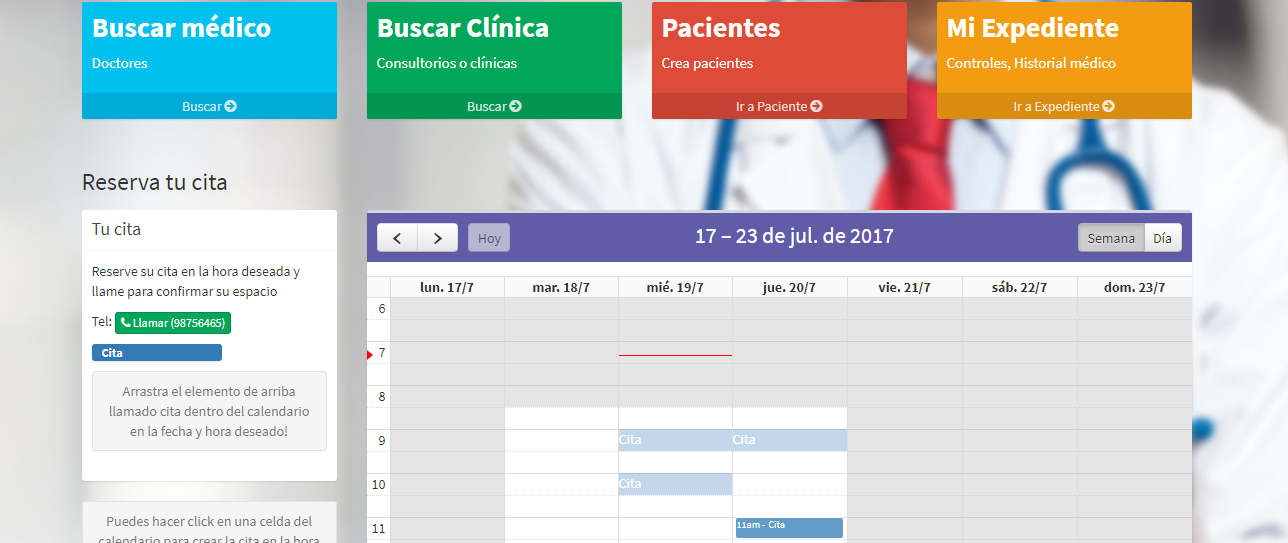 Buscar médico
Doctores
Buscar
Buscar Clínica
Consultorios o clínicas
Buscar
Pacientes
Crea pacientes
Ir a Paciente
Mi Expediente
Controles, Historial médico
Ir a Expediente
Reserva tu cita
Tu cita
Reserve su cita en la hora deseada y
llame para confirmar su espacio
Tel: Llamar (98756465)
Cita
Arrastra el elemento de arriba
llamado cita dentro del calendario
en la fecha y hora deseado!
Puedes hacer click en una celda del
calendario para crear la cita en la hora
Hoy
17 – 23 de jul. de 2017
Semana Día
lun. 17/7 mar. 18/7 mié. 19/7 jue. 20/7 vie. 21/7 sáb. 22/7 dom. 23/7
6
7
8
9 Cita Cita
10 Cita
11 11am - Cita